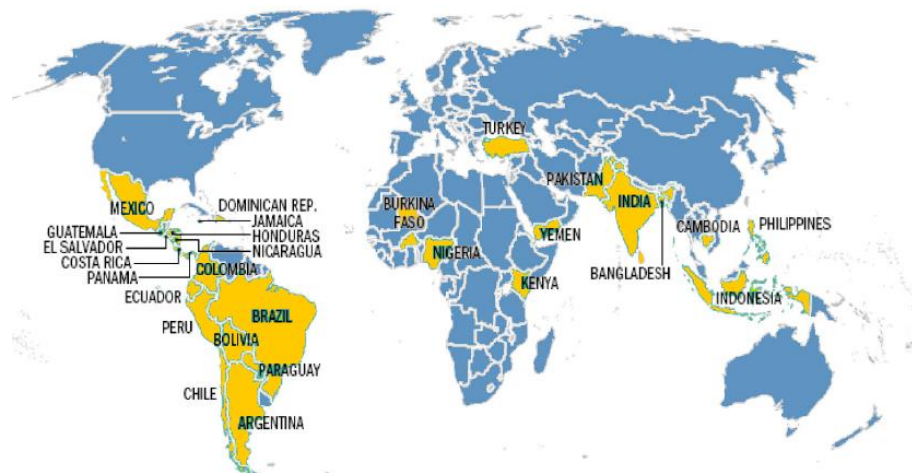 TURKEY
PAKISTAN
INDIA
MEXICO
DOMINICAN REP.
JAMAICA
BURKINA
FASO
GUATEMALA
HONDURAS
EL SALVADOR
NICARAGUA
COSTA RICA
PANAMA
COLOMBIA
NIGERIA
YEMEN
KENYA
BANGLADESH
CAMBODIA
PHILIPPINES
ECUADOR
INDONESIA
PERU
BRAZIL
BOLIVIA
PARAGUAY
CHILE
ARGENTINA